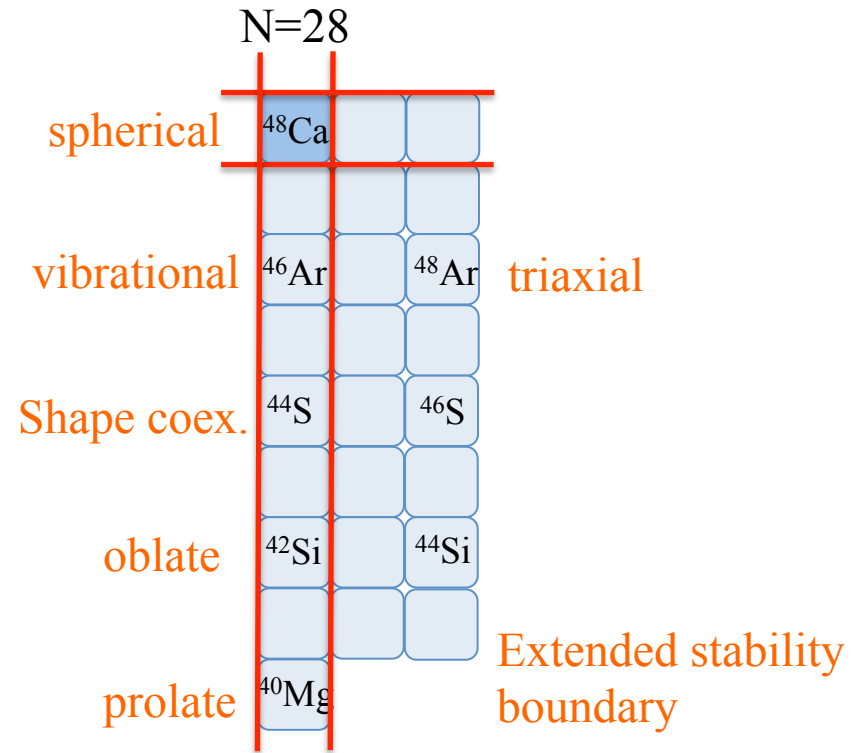 N=28
spherical ⁴⁸Ca
vibrational ⁴⁶Ar ⁴⁸Ar triaxial
Shape coex. ⁴⁴S ⁴⁶S
oblate ⁴²Si ⁴⁴Si
Extended stability
boundary
prolate ⁴⁰Mg